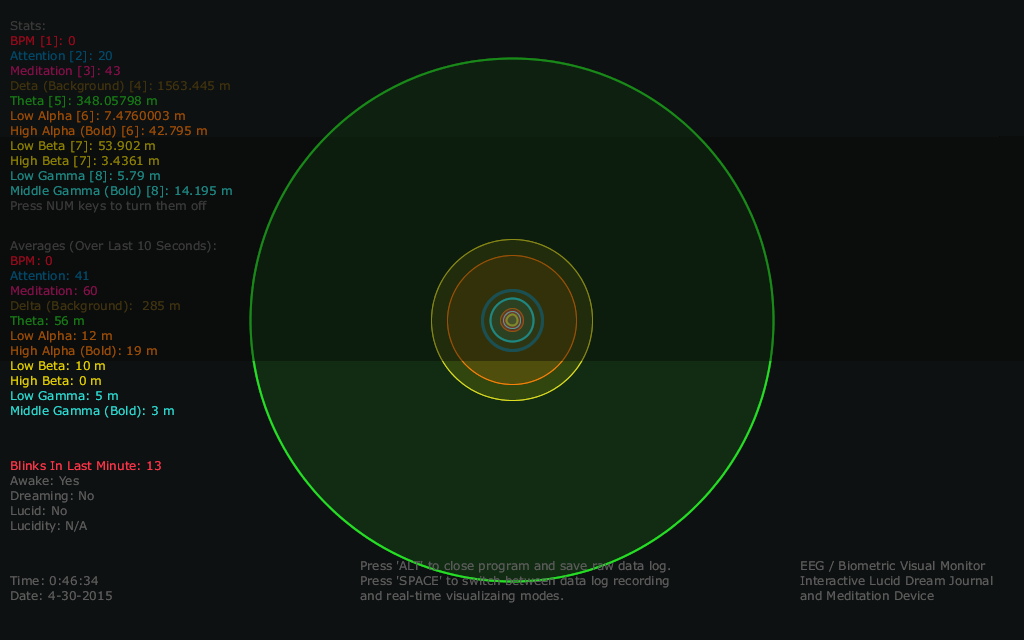 Stats:
BPM [1]: 0
Attention [2]: 20
Meditation [3]: 43
Deta (Background) [4]: 1563.445 m
Theta [5]: 348.05798 m
Low Alpha [6]: 7.4760003 m
High Alpha (Bold) [6]: 42.795 m
Low Beta [7]: 53.902 m
High Beta [7]: 3.4361 m
Low Gamma [8]: 5.79 m
Middle Gamma (Bold) [8]: 14.195 m
Press NUM keys to turn them off
Averages (Over Last 10 Seconds):
BPM: 0
Attention: 41
Meditation: 60
Delta (Background):  285 m
Theta: 56 m
Low Alpha: 12 m
High Alpha (Bold): 19 m
Low Beta: 10 m
High Beta: 0 m
Low Gamma: 5 m
Middle Gamma (Bold): 3 m
Blinks In Last Minute: 13
Awake: Yes
Dreaming: No
Lucid: No
Lucidity: N/A
Time: 0:46:34
Date: 4-30-2015
Press 'ALT' to close program and save raw data log.
Press 'SPACE' to switch between data log recording
and real-time visualizaing modes.
EEG / Biometric Visual Monitor
Interactive Lucid Dream Journal
and Meditation Device